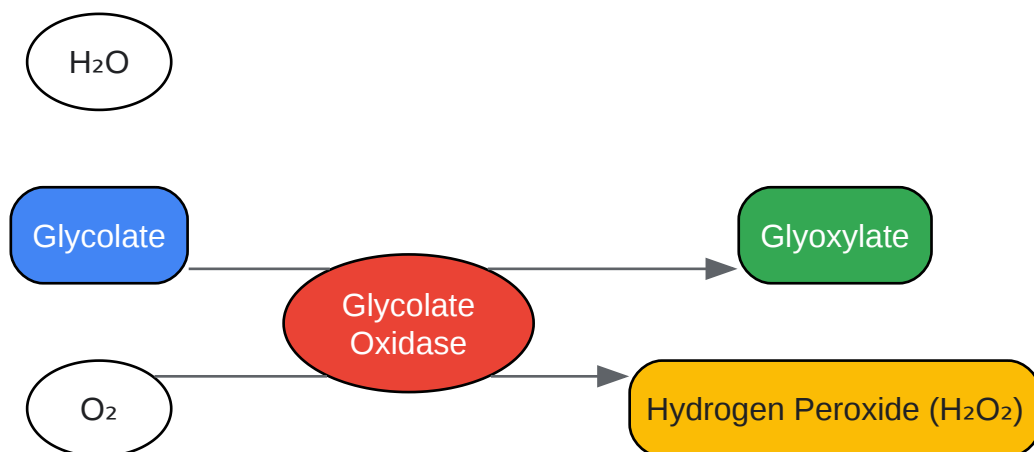 H₂O
Glycolate
Glyoxylate
Glycolate
Oxidase
O₂
Hydrogen Peroxide (H₂O₂)